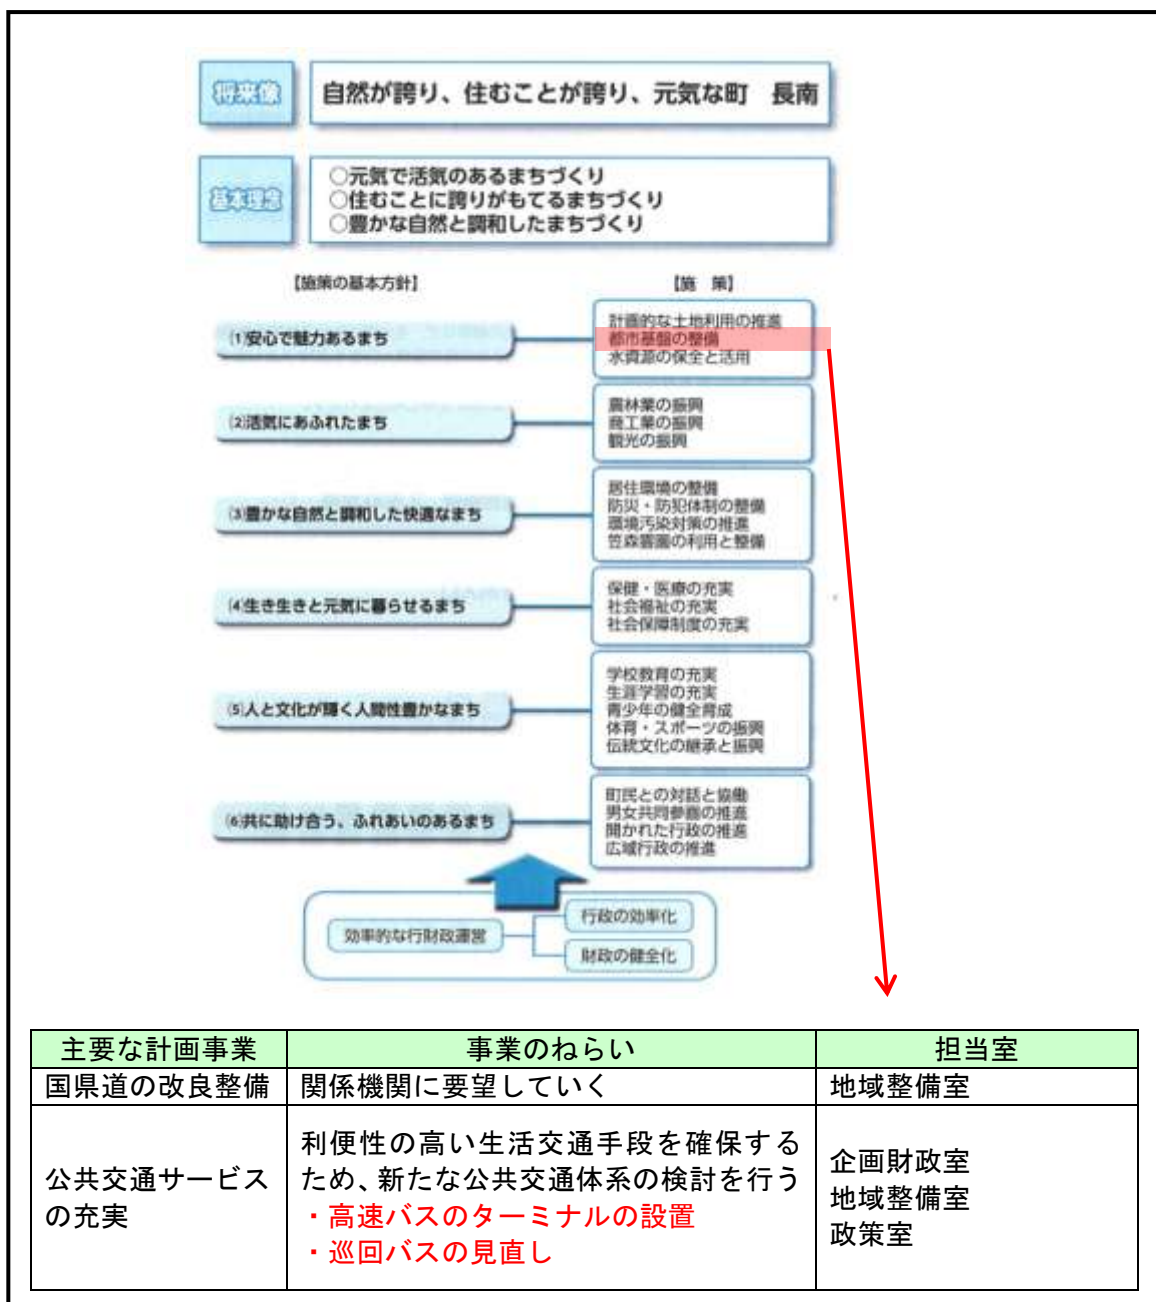 将来像
自然が誇り、住むことが誇り、元気な町　長南
基本理念
○元気で活気のあるまちづくり
○住むことに誇りがもてるまちづくり
○豊かな自然と調和したまちづくり
【施策の基本方針】
【施　策】
(1)安心で魅力あるまち
計画的な土地利用の推進
都市基盤の整備
水資源の保全と活用
(2)活気にあふれたまち
農林業の振興
商工業の振興
観光の振興
(3)豊かな自然と調和した快適なまち
居住環境の整備
防災・防犯体制の整備
環境汚染対策の推進
笠森霊園の利用と整備
(4)生き生きと元気に暮らせるまち
保健・医療の充実
社会福祉の充実
社会保障制度の充実
(5)人と文化が輝く人間性豊かなまち
学校教育の充実
生涯学習の充実
青少年の健全育成
体育・スポーツの振興
伝統文化の継承と振興
(6)共に助け合う、ふれあいのあるまち
町民との対話と協働
男女共同参画の推進
開かれた行政の推進
広域行政の推進
効率的な行財政運営
行政の効率化
財政の健全化
主要な計画事業
事業のねらい
担当室
国県道の改良整備
関係機関に要望していく
地域整備室
公共交通サービス
の充実
利便性の高い生活交通手段を確保する
ため、新たな公共交通体系の検討を行う
・高速バスのターミナルの設置
・巡回バスの見直し
企画財政室
地域整備室
政策室